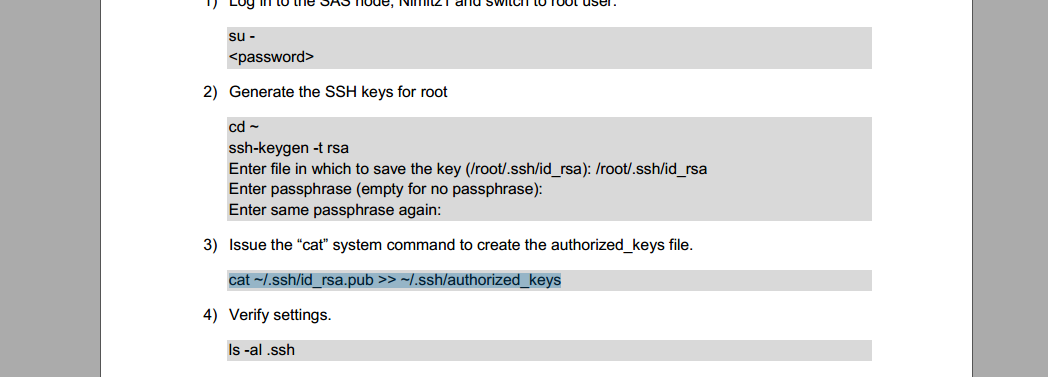 1) Log in to the SAS node, Nimitz1 and switch to root user.
su -
<password>
2) Generate the SSH keys for root
cd ~
ssh-keygen -t rsa
Enter file in which to save the key (/root/.ssh/id_rsa): /root/.ssh/id_rsa
Enter passphrase (empty for no passphrase):
Enter same passphrase again:
3) Issue the “cat” system command to create the authorized_keys file.
cat ~/.ssh/id_rsa.pub >> ~/.ssh/authorized_keys
4) Verify settings.
ls -al .ssh